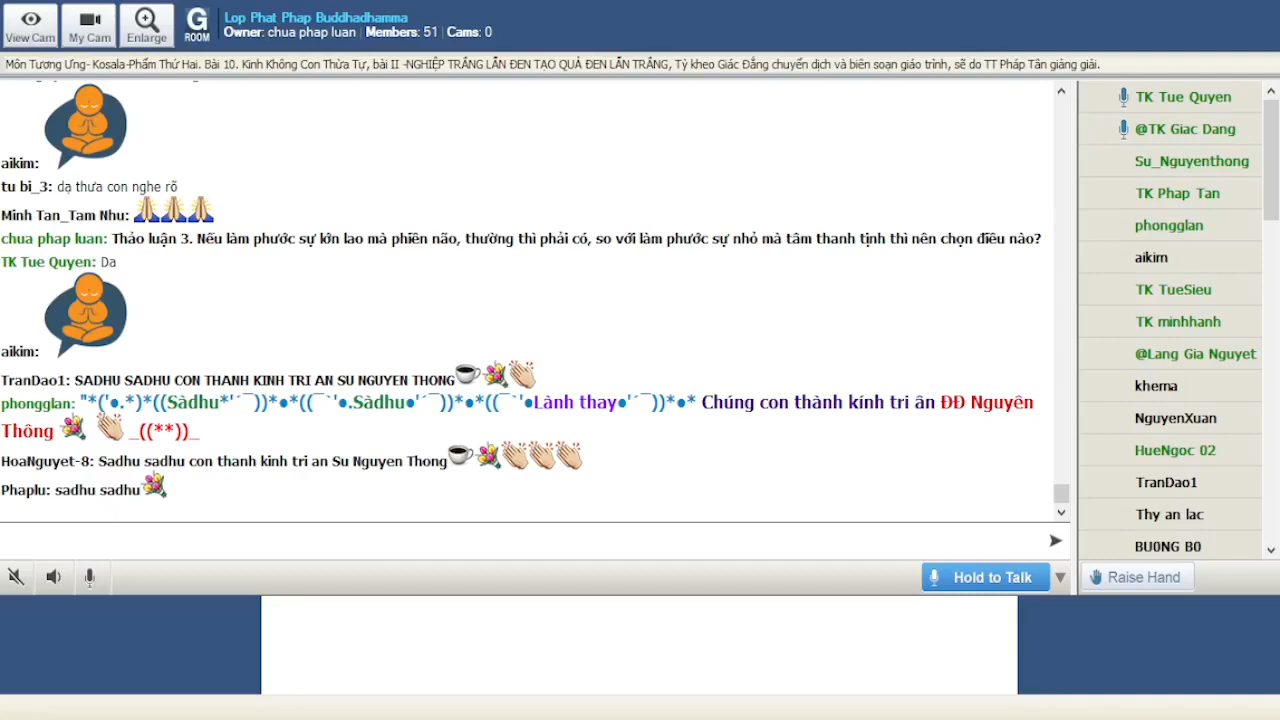 View Cam
My Cam
Enlarge
G
ROOM
Lop Phat Phap Buddhadhamma
Owner: chua phap luan | Members: 51 | Cams: 0
Môn Tương Ưng- Kosala-Phẩm Thứ Hai. Bài 10. Kinh Không Con Thừa Tự, bài II -NGHIỆP TRẮNG LẪN ĐEN TẠO QUẢ ĐEN LẪN TRẮNG, Tỳ kheo Giác Đẳng chuyển dịch và biên soạn giáo trình, sẽ do TT Pháp Tân giảng giải.
aikim:
tu bi_3: dạ thưa con nghe rõ
Minh Tan_Tam Nhu:
chua phap luan: Thảo luận 3. Nếu làm phước sự lớn lao mà phiền não, thường thì phải có, so với làm phước sự nhỏ mà tâm thanh tịnh thì nên chọn điều nào?
TK Tue Quyen: Da
aikim:
TranDao1: SADHU SADHU CON THANH KINH TRI AN SU NGUYEN THONG
phongglan: "*('●.*)*((Sàdhu*'´¯))*●*((¯`'●.Sàdhu●'´¯))*●*((¯`'●Lành thay●'´¯))*●* Chúng con thành kính tri ân ĐĐ Nguyên
Thông _((**))_
HoaNguyet-8: Sadhu sadhu con thanh kinh tri an Su Nguyen Thong
Phaplu: sadhu sadhu
Hold to Talk
TK Tue Quyen
@TK Giac Dang
Su_Nguyenthong
TK Phap Tan
phongglan
aikim
TK TueSieu
TK minhhanh
@Lang Gia Nguyet
khema
NguyenXuan
HueNgoc 02
TranDao1
Thy an lac
BU0NG B0
Raise Hand